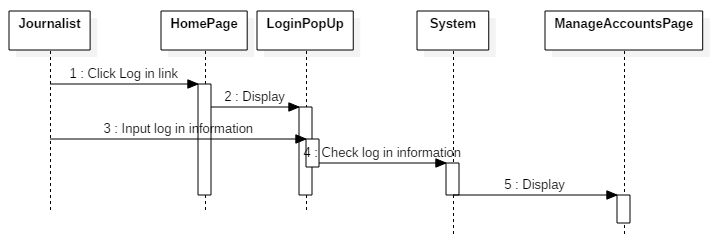 Journalist
HomePage
LoginPopUp
System
ManageAccountsPage
1 : Click Log in link
2 : Display
3 : Input log in information
4 : Check log in information
5 : Display